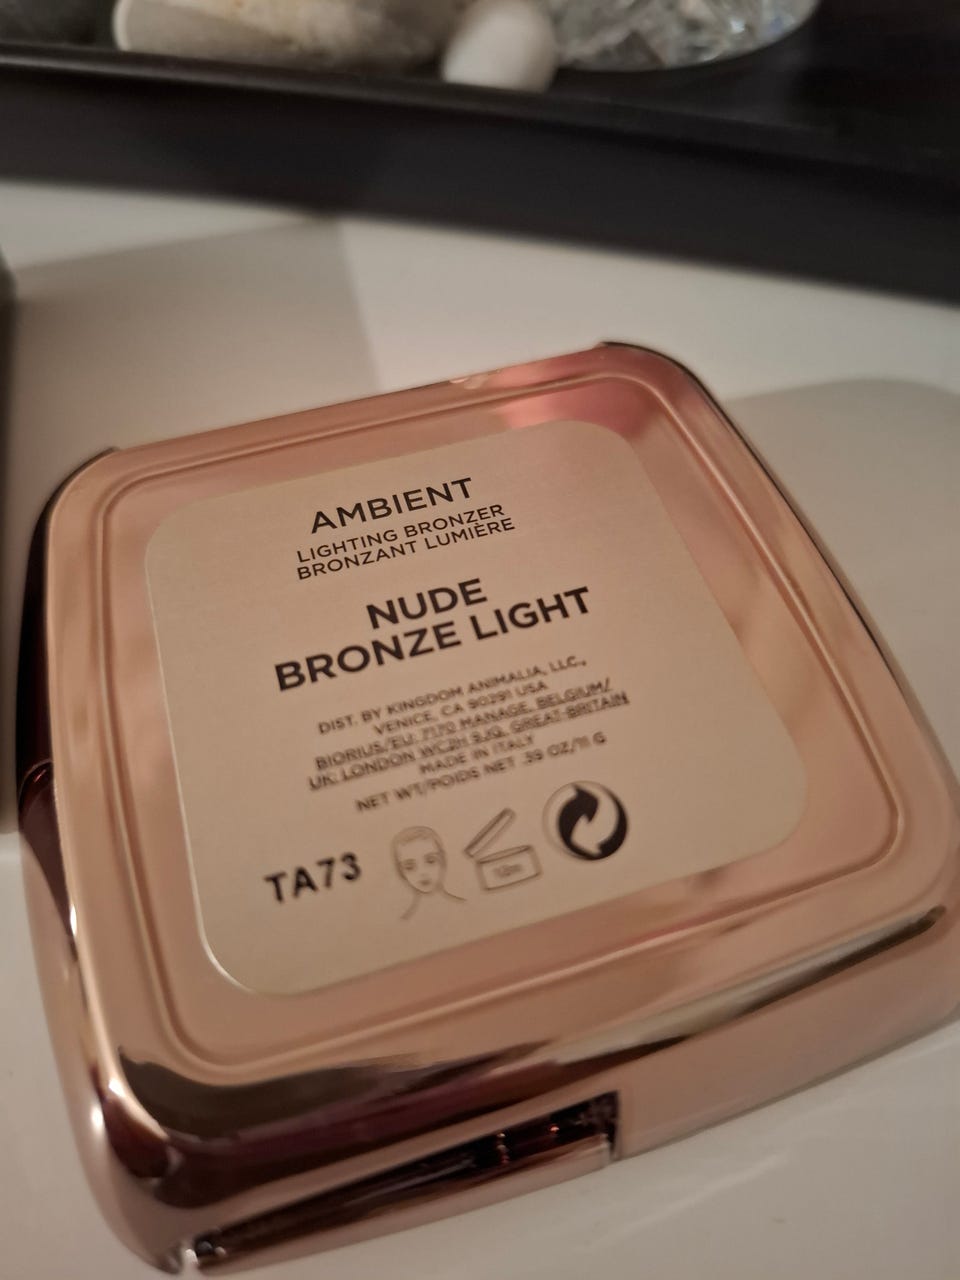 AMBIENT
LIGHTING BRONZER
BRONZANT LUMIÈRE
NUDE
BRONZE LIGHT
DIST. BY KINGDOM ANIMALIA, LLC.,
VENICE, CA 90291 USA
BIORIUS/EU: 7170 MANAGE, BELGIUM/
UK: LONDON WC2H 9JQ, GREAT-BRITAIN
MADE IN ITALY
NET WT/POIDS NET .39 OZ/11 G
TA73
12M